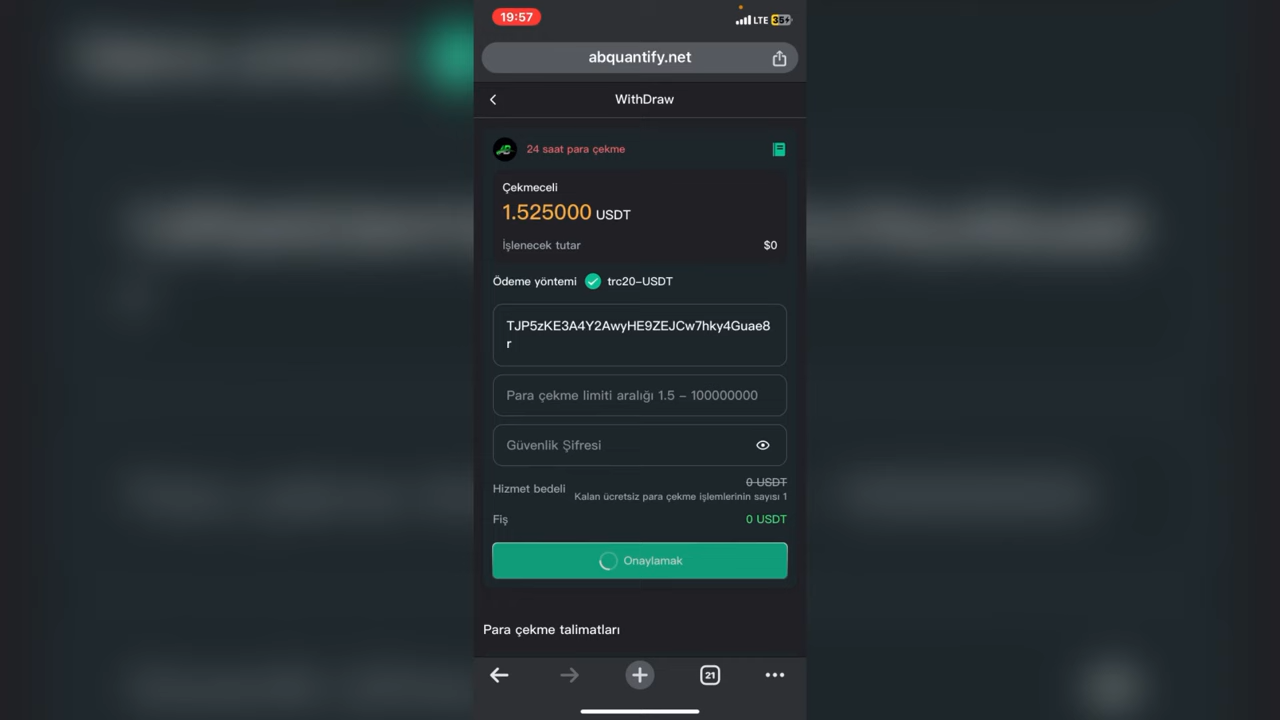 19:57
LTE 35
abquantify.net
WithDraw
24 saat para çekme
Çekmeceli
1.525000 USDT
İşlenecek tutar $0
Ödeme yöntemi trc20-USDT
TJP5zKE3A4Y2AwyHE9ZEJCw7hky4Guae8
r
Para çekme limiti aralığı 1.5 - 100000000
Güvenlik Şifresi
Hizmet bedeli 0 USDT
Kalan ücretsiz para çekme işlemlerinin sayısı 1
Fiş 0 USDT
Onaylamak
Para çekme talimatları
21